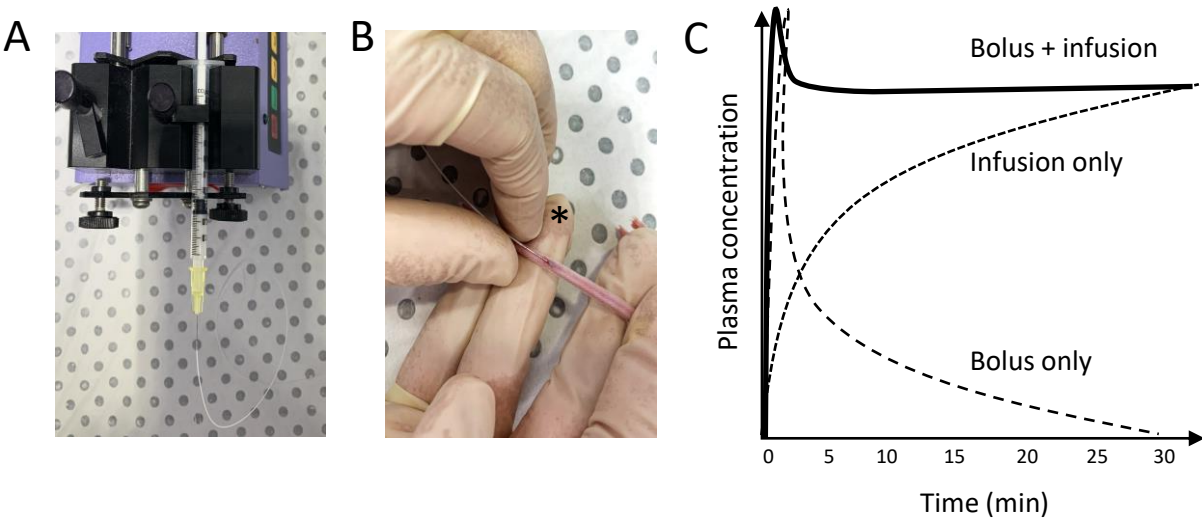 A
B
*
C
Bolus + infusion
Infusion only
Bolus only
Plasma concentration
0 5 10 15 20 25 30
Time (min)